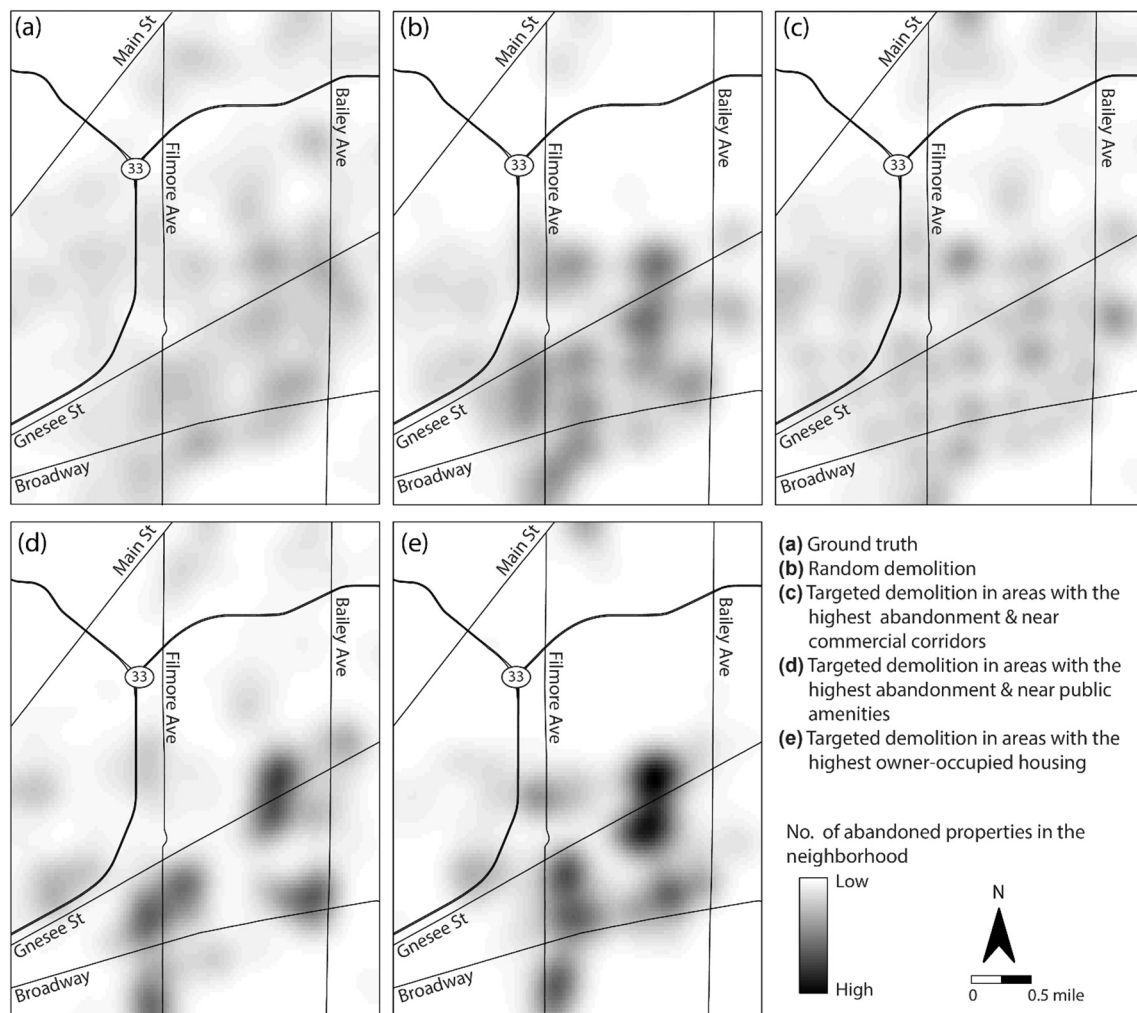 (a)
Main St
33
Filmore Ave
Bailey Ave
Gnesee St
Broadway
(b)
Main St
33
Filmore Ave
Bailey Ave
Gnesee St
Broadway
(c)
Main St
33
Filmore Ave
Bailey Ave
Gnesee St
Broadway
(d)
Main St
33
Filmore Ave
Bailey Ave
Gnesee St
Broadway
(e)
Main St
33
Filmore Ave
Bailey Ave
Gnesee St
Broadway
(a) Ground truth
(b) Random demolition
(c) Targeted demolition in areas with the
highest abandonment & near
commercial corridors
(d) Targeted demolition in areas with the
highest abandonment & near public
amenities
(e) Targeted demolition in areas with the
highest owner-occupied housing
No. of abandoned properties in the
neighborhood
Low
High
N
0 0.5 mile